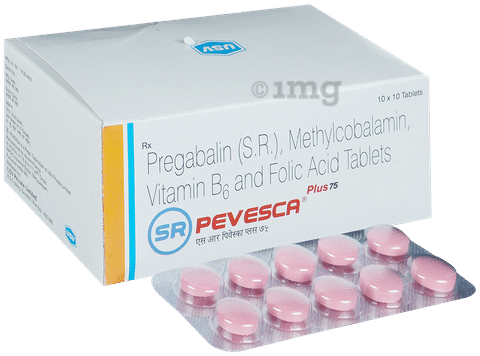 USV
©1mg
10 x 10 Tablets
Rx
Pregabalin (S.R.), Methylcobalamin,
Vitamin B6 and Folic Acid Tablets
Plus 75
SR PEVESCA®
एस आर पिवेस्का प्लस ७५